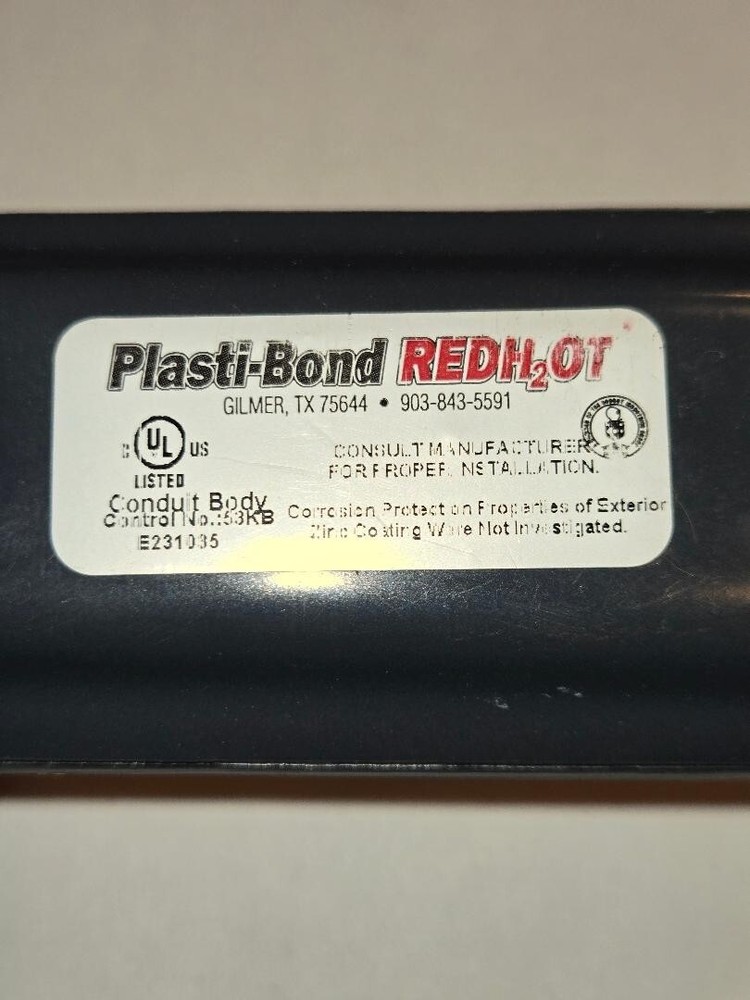 Plasti-Bond REDH₂OT
GILMER, TX 75644 • 903-843-5591
C UL US
LISTED
CONSULT MANUFACTURER
FOR PROPER INSTALLATION.
Conduit Body
Control No.:53KB
E231035
Corrosion Protection Properties of Exterior
Zinc Coating Were Not Investigated.